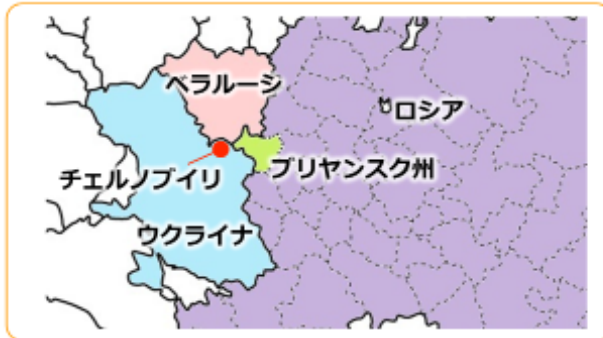 ベラルーシ
ロシア
チェルノブイリ
ブリヤンスク州
ウクライナ